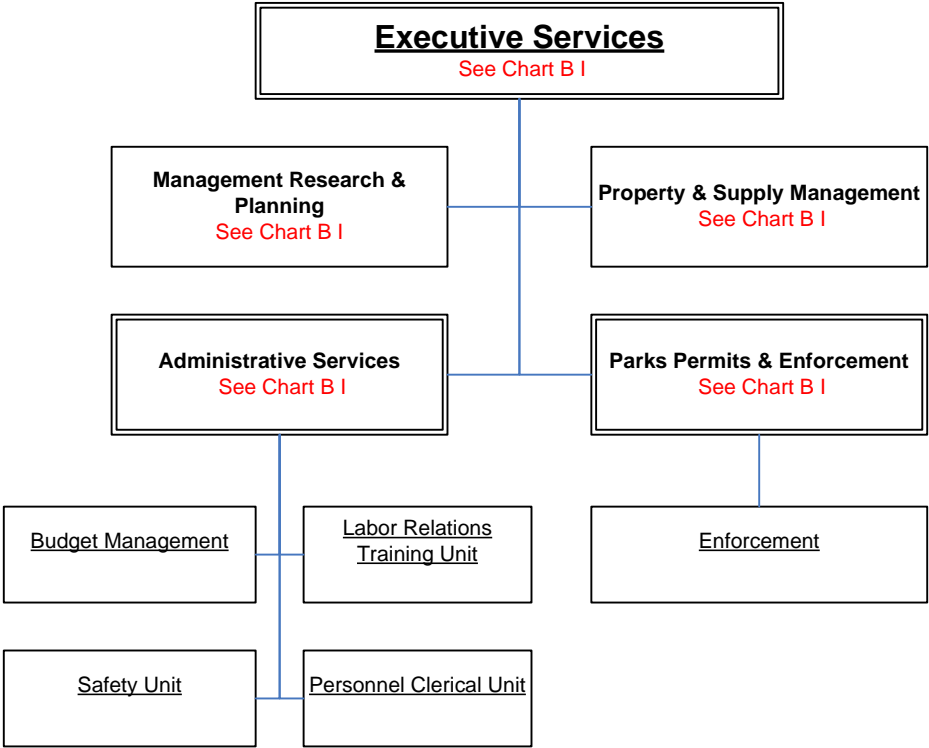 Executive Services
See Chart B I
Management Research &
Planning
See Chart B I
Property & Supply Management
See Chart B I
Administrative Services
See Chart B I
Parks Permits & Enforcement
See Chart B I
Budget Management
Labor Relations
Training Unit
Enforcement
Safety Unit
Personnel Clerical Unit